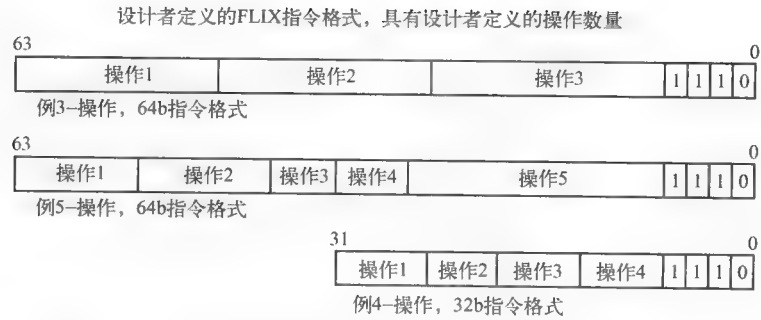 设计者定义的FLIX指令格式，具有设计者定义的操作数量
63 0
操作1 操作2 操作3 1 1 1 0
例3–操作，64b指令格式
63 0
操作1 操作2 操作3 操作4 操作5 1 1 1 0
例5–操作，64b指令格式
31 0
操作1 操作2 操作3 操作4 1 1 1 0
例4–操作，32b指令格式